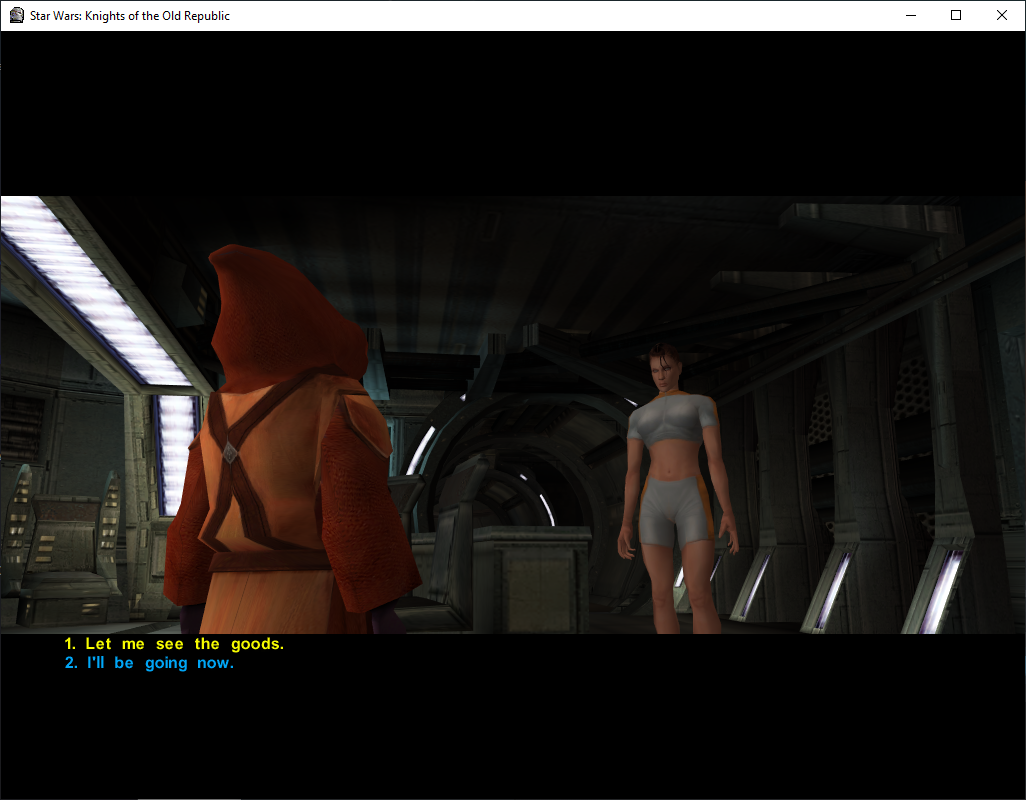 Star Wars: Knights of the Old Republic
1. Let me see the goods.
2. I'll be going now.